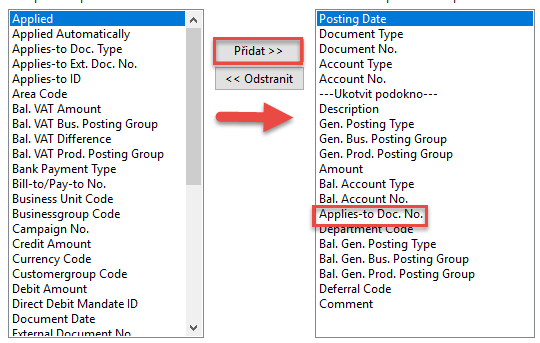 Applied
Applied Automatically
Applies-to Doc. Type
Applies-to Ext. Doc. No.
Applies-to ID
Area Code
Bal. VAT Amount
Bal. VAT Bus. Posting Group
Bal. VAT Difference
Bal. VAT Prod. Posting Group
Bank Payment Type
Bill-to/Pay-to No.
Business Unit Code
Businessgroup Code
Campaign No.
Credit Amount
Currency Code
Customergroup Code
Debit Amount
Direct Debit Mandate ID
Document Date
External Document No.
Přidat >>
<< Odstranit
Posting Date
Document Type
Document No.
Account Type
Account No.
---Ukotvit podokno---
Description
Gen. Posting Type
Gen. Bus. Posting Group
Gen. Prod. Posting Group
Amount
Bal. Account Type
Bal. Account No.
Applies-to Doc. No.
Department Code
Bal. Gen. Posting Type
Bal. Gen. Bus. Posting Group
Bal. Gen. Prod. Posting Group
Deferral Code
Comment